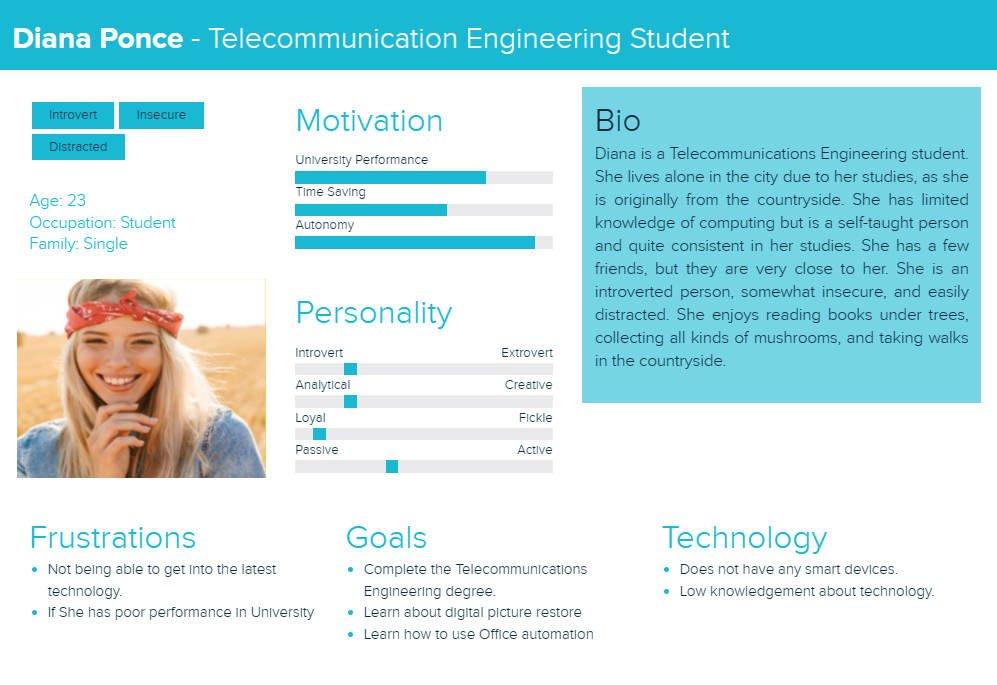 Diana Ponce - Telecommunication Engineering Student
Introvert
Insecure
Distracted
Age: 23
Occupation: Student
Family: Single
Motivation
University Performance
Time Saving
Autonomy
Personality
Introvert Extrovert
Analytical Creative
Loyal Fickle
Passive Active
Bio
Diana is a Telecommunications Engineering student.
She lives alone in the city due to her studies, as she
is originally from the countryside. She has limited
knowledge of computing but is a self-taught person
and quite consistent in her studies. She has a few
friends, but they are very close to her. She is an
introverted person, somewhat insecure, and easily
distracted. She enjoys reading books under trees,
collecting all kinds of mushrooms, and taking walks
in the countryside.
Frustrations
Not being able to get into the latest
technology.
If She has poor performance in University
Goals
Complete the Telecommunications
Engineering degree.
Learn about digital picture restore
Learn how to use Office automation
Technology
Does not have any smart devices.
Low knowledgement about technology.